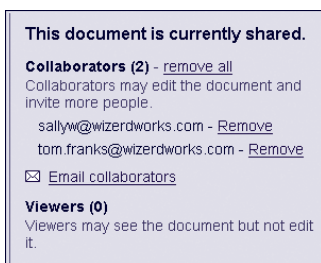 This document is currently shared.
Collaborators (2) - remove all
Collaborators may edit the document and
invite more people.
sallyw@wizerdworks.com - Remove
tom.franks@wizerdworks.com - Remove
Email collaborators
Viewers (0)
Viewers may see the document but not edit
it.